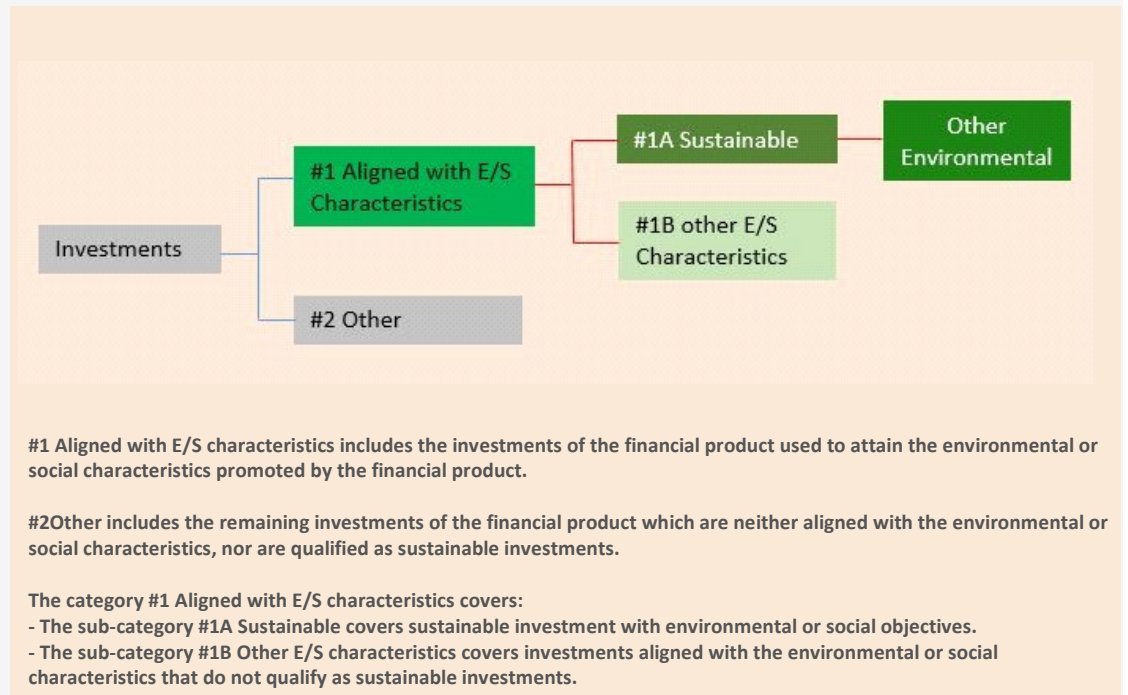 #1A Sustainable
Other
Environmental
#1 Aligned with E/S
Characteristics
#1B other E/S
Characteristics
Investments
#2 Other
#1 Aligned with E/S characteristics includes the investments of the financial product used to attain the environmental or
social characteristics promoted by the financial product.
#2Other includes the remaining investments of the financial product which are neither aligned with the environmental or
social characteristics, nor are qualified as sustainable investments.
The category #1 Aligned with E/S characteristics covers:
- The sub-category #1A Sustainable covers sustainable investment with environmental or social objectives.
- The sub-category #1B Other E/S characteristics covers investments aligned with the environmental or social
characteristics that do not qualify as sustainable investments.